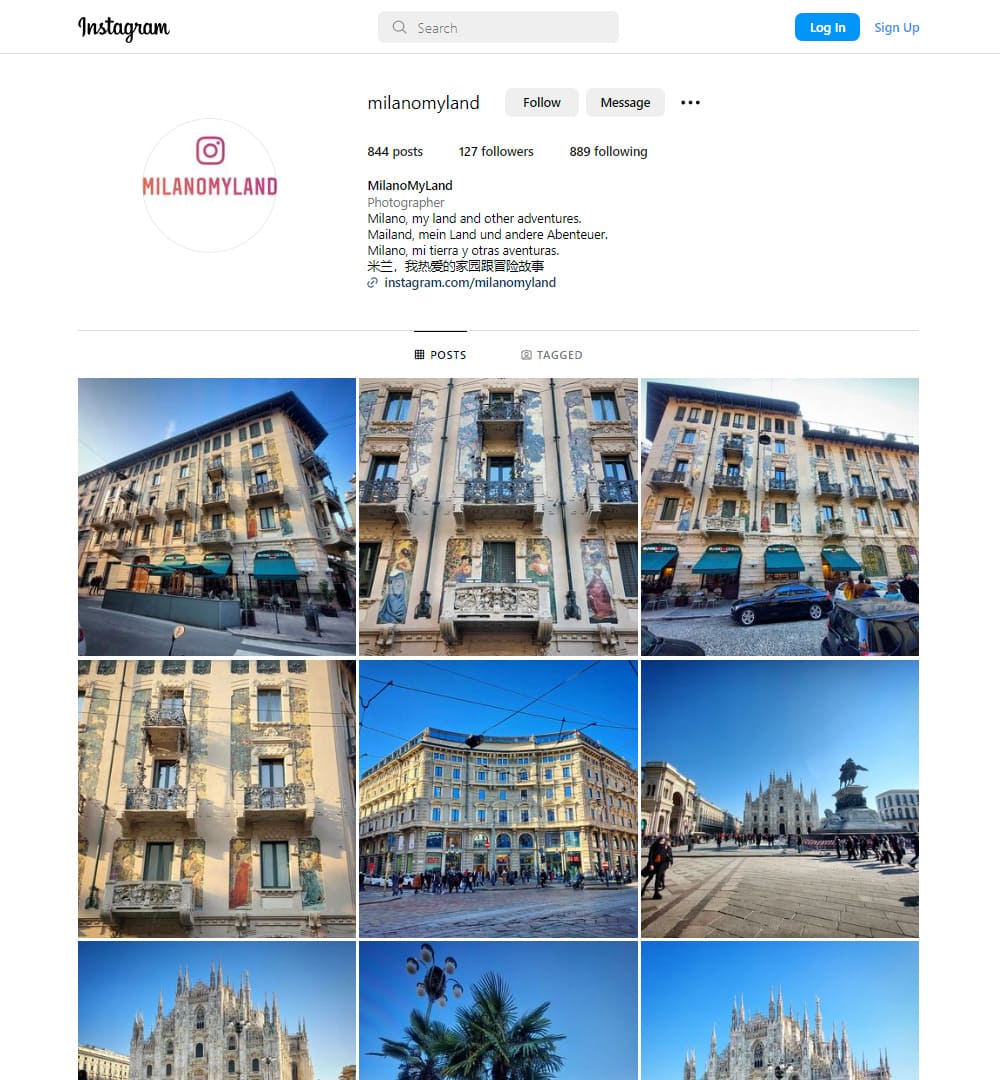 Instagram
Search
Log In
Sign Up
milanomyland
Follow
Message
844 posts
127 followers
889 following
MILANOMYLAND
MilanoMyLand
Photographer
Milano, my land and other adventures.
Mailand, mein Land und andere Abenteuer.
Milano, mi tierra y otras aventuras.
米兰，我热爱的家园跟冒险故事
instagram.com/milanomyland
POSTS
TAGGED